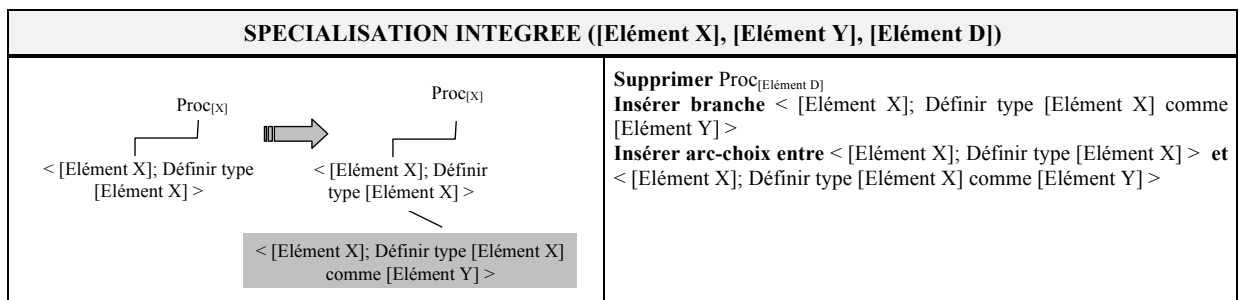 SPECIALISATION INTEGREE ([Elément X], [Elément Y], [Elément D])
Proc[X]
< [Elément X]; Définir type
[Elément X] >
Proc[X]
< [Elément X]; Définir
type [Elément X] >
< [Elément X]; Définir type [Elément X]
comme [Elément Y] >
Supprimer Proc[Elément D]
Insérer branche < [Elément X]; Définir type [Elément X] comme
[Elément Y] >
Insérer arc-choix entre < [Elément X]; Définir type [Elément X] > et
< [Elément X]; Définir type [Elément X] comme [Elément Y] >